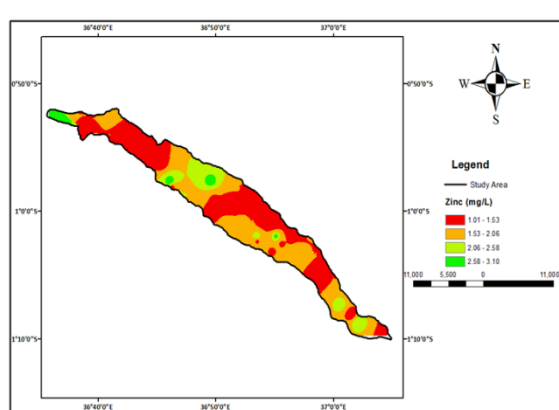 36°40'0"E 36°50'0"E 37°0'0"E
0°50'0"S 0°50'0"S
1°0'0"S 1°0'0"S
1°10'0"S 1°10'0"S
N
W E
S
Legend
Study Area
Zinc (mg/L)
1.01 - 1.53
1.53 - 2.06
2.06 - 2.58
2.58 - 3.10
11,000 5,500 0 11,000
36°40'0"E 36°50'0"E 37°0'0"E